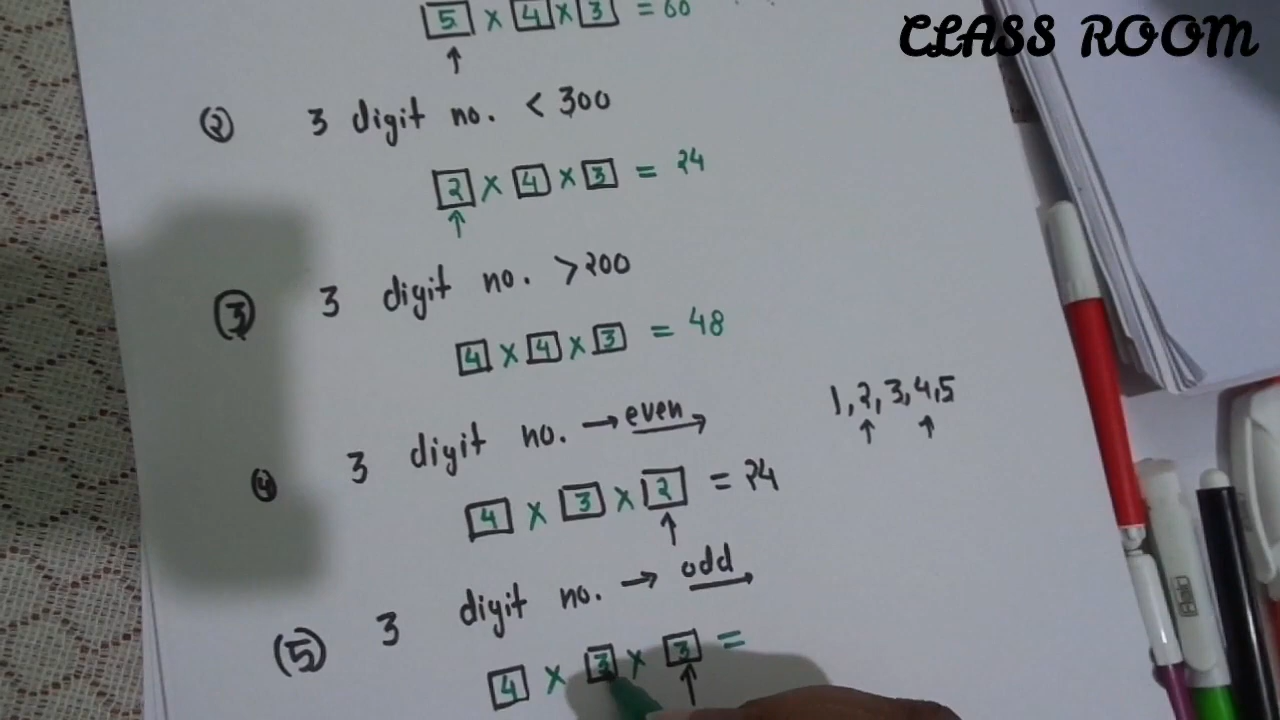 CLASS ROOM
5 × 4 × 3 = 60
↑
(2) 3 digit no. < 300
2 × 4 × 3 = 24
↑
(3) 3 digit no. > 200
4 × 4 × 3 = 48
1, 2, 3, 4, 5
↑ ↑
(4) 3 digit no. → even
4 × 3 × 2 = 24
↑
(5) 3 digit no. → odd
4 × 3 × 3 =
↑